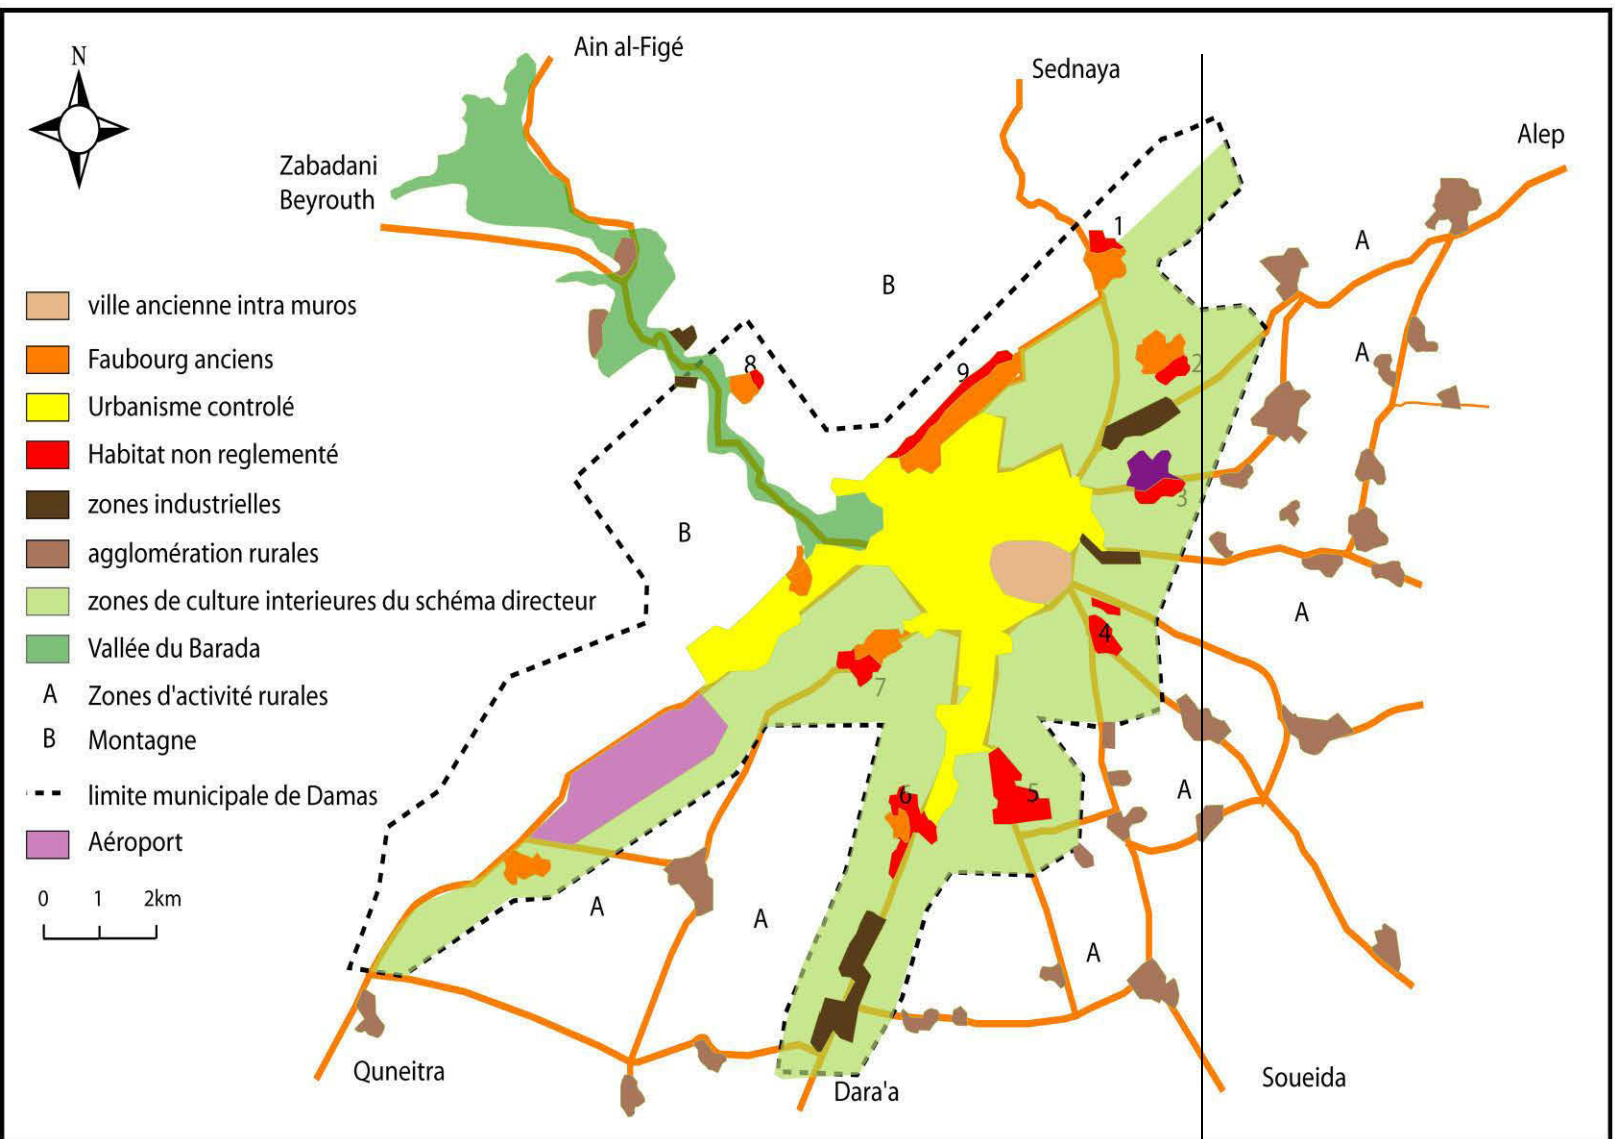 N
Ain al-Figé
Sednaya
Alep
Zabadani
Beyrouth
1
A
B
ville ancienne intra muros
Faubourg anciens
8
9
2
A
Urbanisme controlé
Habitat non reglementé
3
zones industrielles
B
agglomération rurales
zones de culture interieures du schéma directeur
A
4
Vallée du Barada
7
A Zones d'activité rurales
B Montagne
limite municipale de Damas
6
5
A
Aéroport
0 1 2km
A
A
A
Quneitra
Dara'a
Soueida